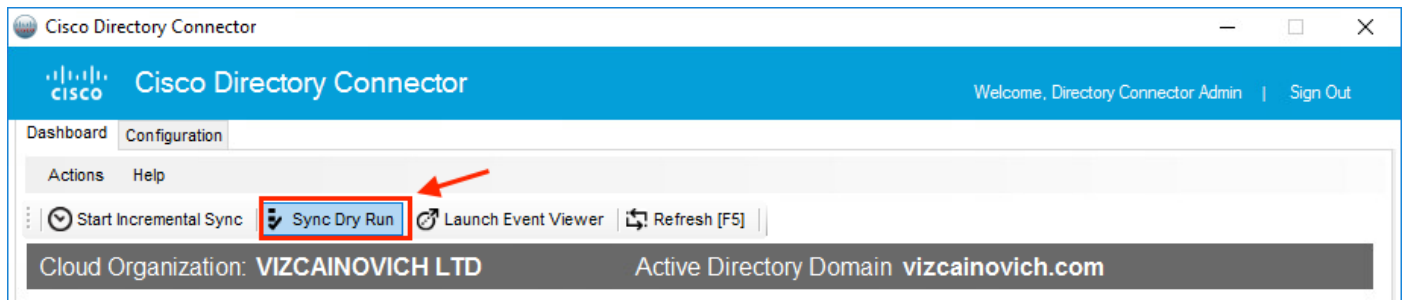 Cisco Directory Connector
CISCO Cisco Directory Connector Welcome, Directory Connector Admin | Sign Out
Dashboard Configuration
Actions Help
Start Incremental Sync Sync Dry Run Launch Event Viewer Refresh [F5]
Cloud Organization: VIZCAINOVICH LTD Active Directory Domain vizcainovich.com